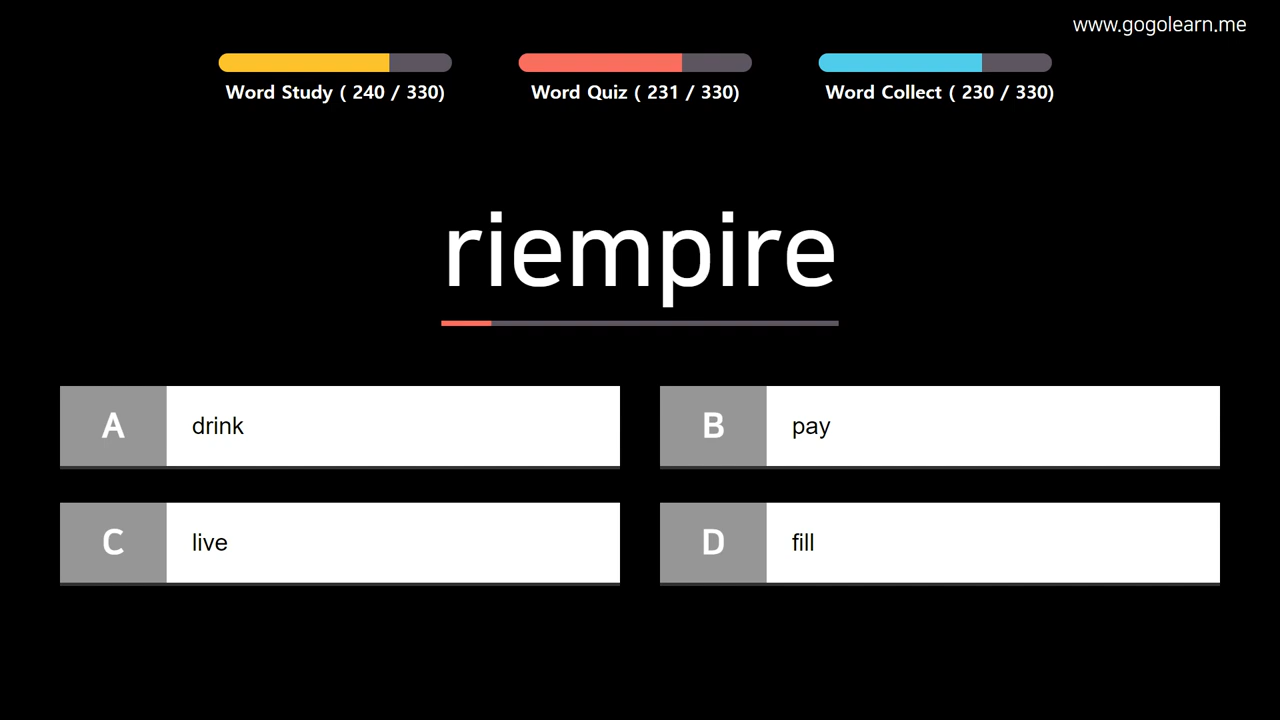 www.gogolearn.me
Word Study ( 240 / 330)
Word Quiz ( 231 / 330)
Word Collect ( 230 / 330)
riempire
A drink
B pay
C live
D fill